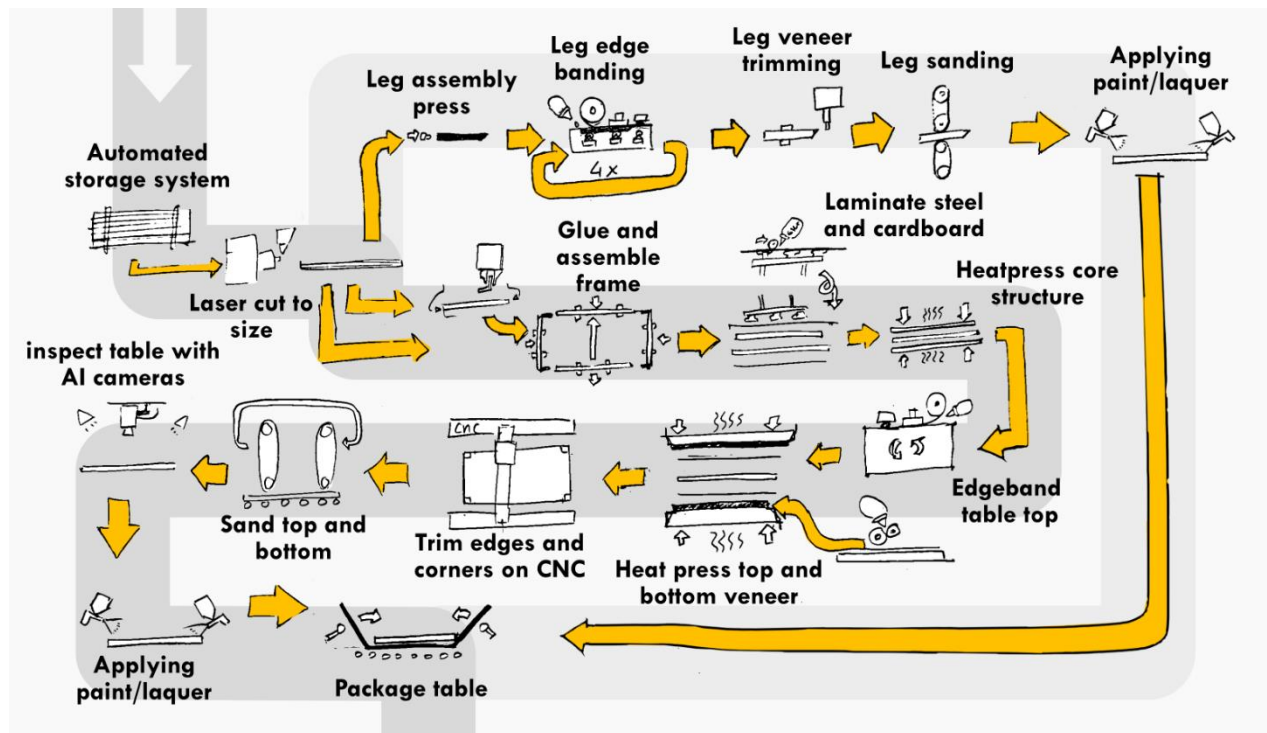 Leg edge
banding
Leg veneer
trimming
Leg sanding
Applying
paint/laquer
Leg assembly
press
4x
Automated
storage system
Laser cut to
size
Glue and
assemble
frame
Laminate steel
and cardboard
Heatpress core
structure
inspect table with
AI cameras
Sand top and
bottom
CNC
Trim edges and
corners on CNC
Heat press top and
bottom veneer
Edgeband
table top
Applying
paint/laquer
Package table